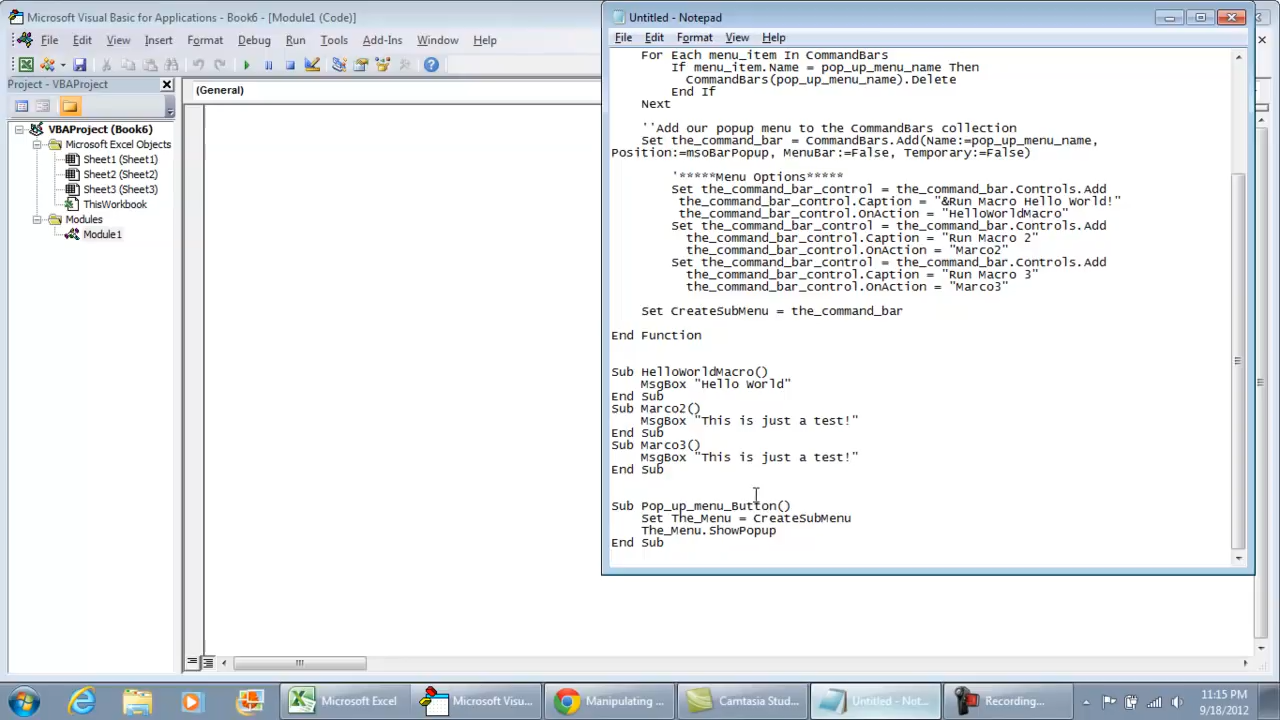 Microsoft Visual Basic for Applications - Book6 - [Module1 (Code)]
File Edit View Insert Format Debug Run Tools Add-Ins Window Help
Project - VBAProject
VBAProject (Book6)
Microsoft Excel Objects
Sheet1 (Sheet1)
Sheet2 (Sheet2)
Sheet3 (Sheet3)
ThisWorkbook
Modules
Module1
(General)
Untitled - Notepad
File Edit Format View Help
For Each menu_item In CommandBars
If menu_item.Name = pop_up_menu_name Then
CommandBars(pop_up_menu_name).Delete
End If
Next
''Add our popup menu to the CommandBars collection
Set the_command_bar = CommandBars.Add(Name:=pop_up_menu_name,
Position:=msoBarPopup, MenuBar:=False, Temporary:=False)
'*****Menu Options*****
Set the_command_bar_control = the_command_bar.Controls.Add
the_command_bar_control.Caption = "&Run Macro Hello World!"
the_command_bar_control.OnAction = "HelloWorldMacro"
Set the_command_bar_control = the_command_bar.Controls.Add
the_command_bar_control.Caption = "Run Macro 2"
the_command_bar_control.OnAction = "Marco2"
Set the_command_bar_control = the_command_bar.Controls.Add
the_command_bar_control.Caption = "Run Macro 3"
the_command_bar_control.OnAction = "Marco3"
Set CreateSubMenu = the_command_bar
End Function
Sub HelloWorldMacro()
MsgBox "Hello World"
End Sub
Sub Marco2()
MsgBox "This is just a test!"
End Sub
Sub Marco3()
MsgBox "This is just a test!"
End Sub
Sub Pop_up_menu_Button()
Set The_Menu = CreateSubMenu
The_Menu.ShowPopup
End Sub
Microsoft Excel
Microsoft Visu...
Manipulating ...
Camtasia Stud...
Untitled - Not...
Recording...
11:15 PM
9/18/2012